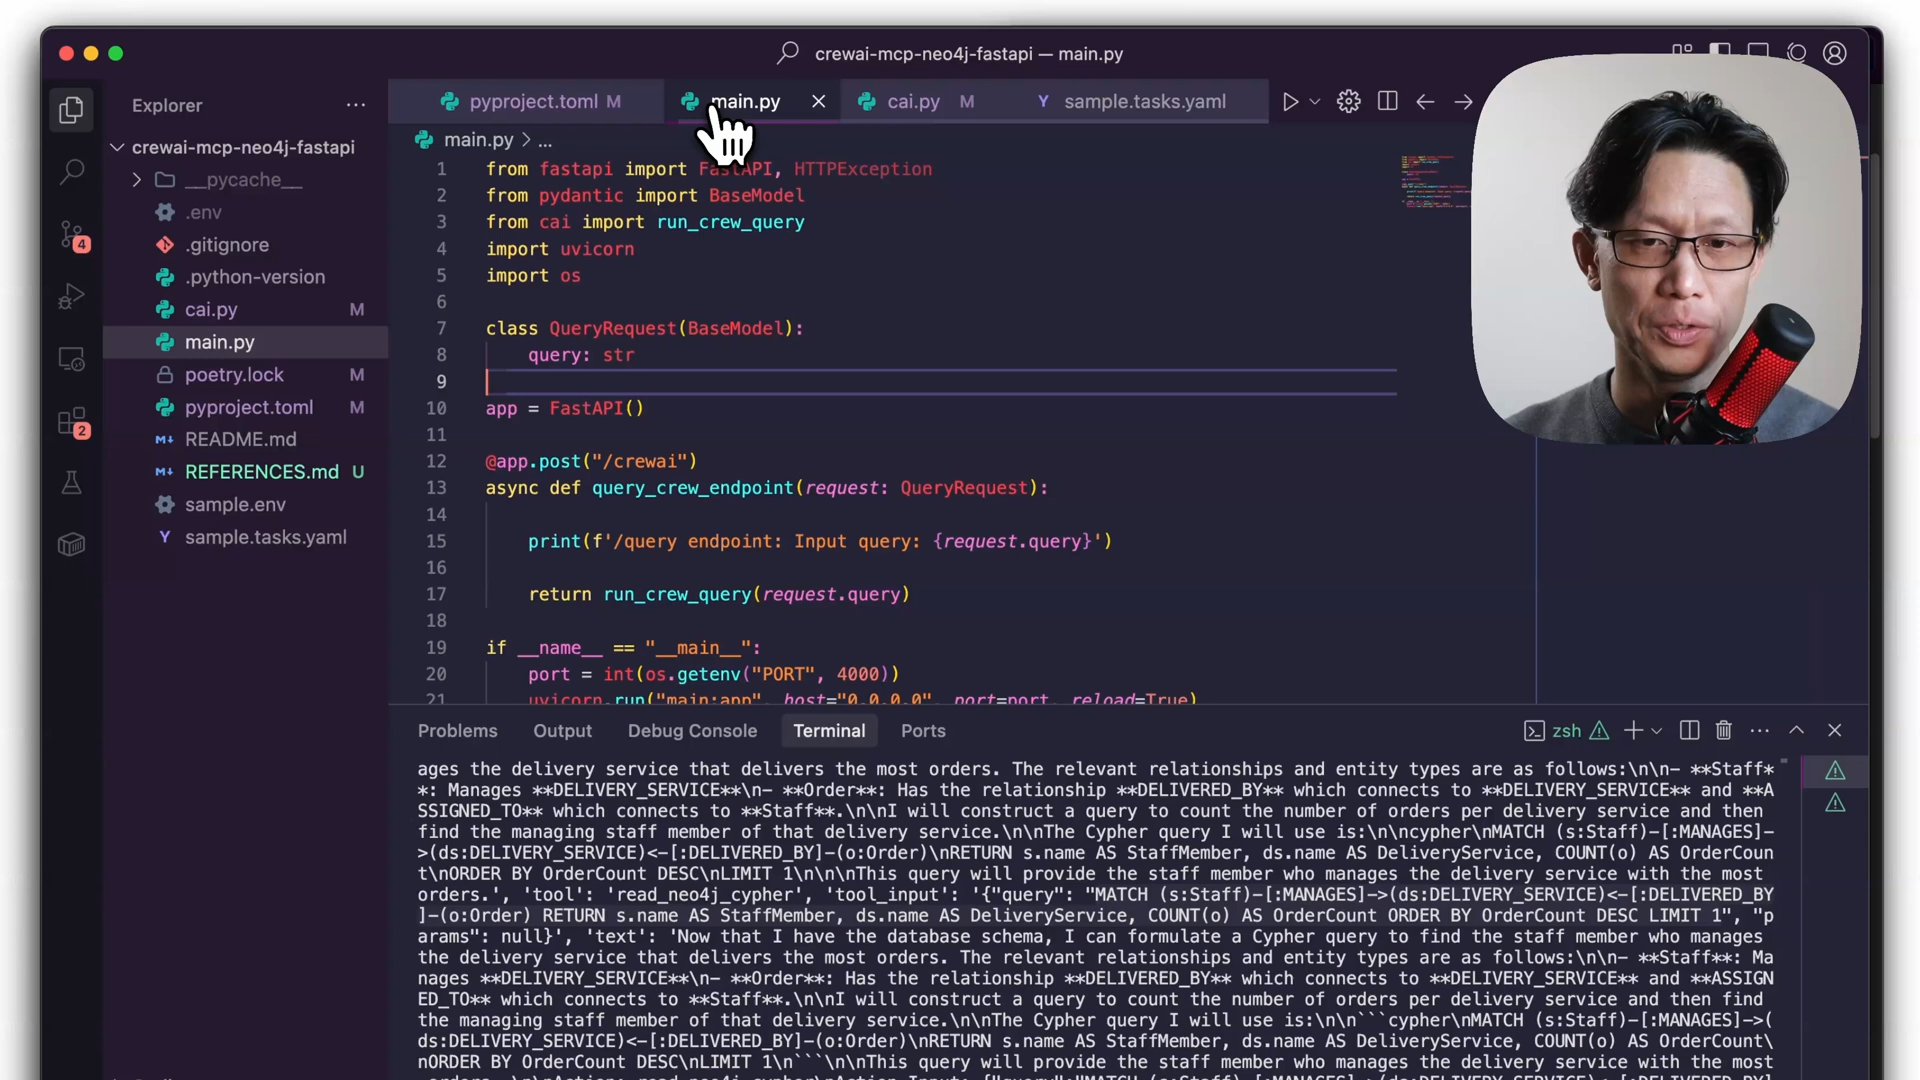 crewai-mcp-neo4j-fastapi — main.py
Explorer
crewai-mcp-neo4j-fastapi
__pycache__
.env
.gitignore
.python-version
cai.py M
main.py
poetry.lock M
pyproject.toml M
README.md
REFERENCES.md U
sample.env
sample.tasks.yaml
4
2
pyproject.toml M
main.py
cai.py M
sample.tasks.yaml
main.py > ...
1 from fastapi import FastAPI, HTTPException
2 from pydantic import BaseModel
3 from cai import run_crew_query
4 import uvicorn
5 import os
6
7 class QueryRequest(BaseModel):
8 query: str
9
10 app = FastAPI()
11
12 @app.post("/crewai")
13 async def query_crew_endpoint(request: QueryRequest):
14
15 print(f'/query endpoint: Input query: {request.query}')
16
17 return run_crew_query(request.query)
18
19 if __name__ == "__main__":
20 port = int(os.getenv("PORT", 4000))
21 uvicorn.run("main:app", host="0.0.0.0", port=port, reload=True)
Problems Output Debug Console Terminal Ports
zsh
ages the delivery service that delivers the most orders. The relevant relationships and entity types are as follows:\n\n- **Staff*
*: Manages **DELIVERY_SERVICE**\n- **Order**: Has the relationship **DELIVERED_BY** which connects to **DELIVERY_SERVICE** and **A
SSIGNED_TO** which connects to **Staff**.\n\nI will construct a query to count the number of orders per delivery service and then
find the managing staff member of that delivery service.\n\nThe Cypher query I will use is:\n\ncypher\nMATCH (s:Staff)-[:MANAGES]-
>(ds:DELIVERY_SERVICE)<-[:DELIVERED_BY]-(o:Order)\nRETURN s.name AS StaffMember, ds.name AS DeliveryService, COUNT(o) AS OrderCoun
t\nORDER BY OrderCount DESC\nLIMIT 1\n\n\nThis query will provide the staff member who manages the delivery service with the most
orders.', 'tool': 'read_neo4j_cypher', 'tool_input': '{"query": "MATCH (s:Staff)-[:MANAGES]->(ds:DELIVERY_SERVICE)<-[:DELIVERED_BY
]-(o:Order) RETURN s.name AS StaffMember, ds.name AS DeliveryService, COUNT(o) AS OrderCount ORDER BY OrderCount DESC LIMIT 1", "p
arams": null}', 'text': 'Now that I have the database schema, I can formulate a Cypher query to find the staff member who manages
the delivery service that delivers the most orders. The relevant relationships and entity types are as follows:\n\n- **Staff**: Ma
nages **DELIVERY_SERVICE**\n- **Order**: Has the relationship **DELIVERED_BY** which connects to **DELIVERY_SERVICE** and **ASSIGN
ED_TO** which connects to **Staff**.\n\nI will construct a query to count the number of orders per delivery service and then find
the managing staff member of that delivery service.\n\nThe Cypher query I will use is:\n\n```cypher\nMATCH (s:Staff)-[:MANAGES]->(
ds:DELIVERY_SERVICE)<-[:DELIVERED_BY]-(o:Order)\nRETURN s.name AS StaffMember, ds.name AS DeliveryService, COUNT(o) AS OrderCount\
nORDER BY OrderCount DESC\nLIMIT 1\n```\n\nThis query will provide the staff member who manages the delivery service with the most